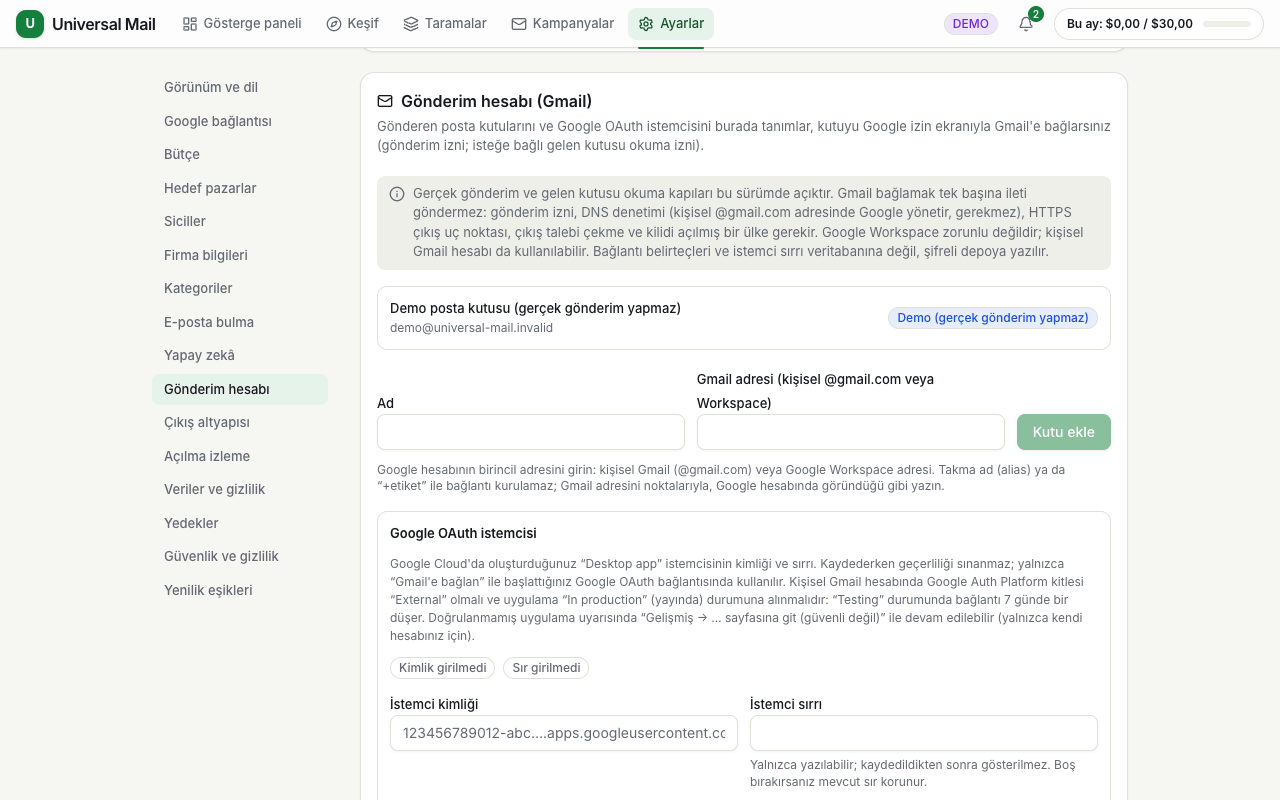 U Universal Mail
Gösterge paneli
Keşif
Taramalar
Kampanyalar
Ayarlar
DEMO
2
Bu ay: $0,00 / $30,00
Görünüm ve dil
Google bağlantısı
Bütçe
Hedef pazarlar
Siciller
Firma bilgileri
Kategoriler
E-posta bulma
Yapay zekâ
Gönderim hesabı
Çıkış altyapısı
Açılma izleme
Veriler ve gizlilik
Yedekler
Güvenlik ve gizlilik
Yenilik eşikleri
Gönderim hesabı (Gmail)
Gönderen posta kutularını ve Google OAuth istemcisini burada tanımlar, kutuyu Google izin ekranıyla Gmail'e bağlarsınız
(gönderim izni; isteğe bağlı gelen kutusu okuma izni).
Gerçek gönderim ve gelen kutusu okuma kapıları bu sürümde açıktır. Gmail bağlamak tek başına ileti
göndermez: gönderim izni, DNS denetimi (kişisel @gmail.com adresinde Google yönetir, gerekmez), HTTPS
çıkış uç noktası, çıkış talebi çekme ve kilidi açılmış bir ülke gerekir. Google Workspace zorunlu değildir; kişisel
Gmail hesabı da kullanılabilir. Bağlantı belirteçleri ve istemci sırrı veritabanına değil, şifreli depoya yazılır.
Demo posta kutusu (gerçek gönderim yapmaz)
demo@universal-mail.invalid
Demo (gerçek gönderim yapmaz)
Ad
Gmail adresi (kişisel @gmail.com veya
Workspace)
Kutu ekle
Google hesabının birincil adresini girin: kişisel Gmail (@gmail.com) veya Google Workspace adresi. Takma ad (alias) ya da
“+etiket” ile bağlantı kurulamaz; Gmail adresini noktalarıyla, Google hesabında göründüğü gibi yazın.
Google OAuth istemcisi
Google Cloud'da oluşturduğunuz “Desktop app” istemcisinin kimliği ve sırrı. Kaydederken geçerliliği sınanmaz; yalnızca
“Gmail'e bağlan” ile başlattığınız Google OAuth bağlantısında kullanılır. Kişisel Gmail hesabında Google Auth Platform kitlesi
“External” olmalı ve uygulama “In production” (yayında) durumuna alınmalıdır: “Testing” durumunda bağlantı 7 günde bir
düşer. Doğrulanmamış uygulama uyarısında “Gelişmiş → … sayfasına git (güvenli değil)” ile devam edilebilir (yalnızca kendi
hesabınız için).
Kimlik girilmedi
Sır girilmedi
İstemci kimliği
123456789012-abc....apps.googleusercontent.cc
İstemci sırrı
Yalnızca yazılabilir; kaydedildikten sonra gösterilmez. Boş
bırakırsanız mevcut sır korunur.